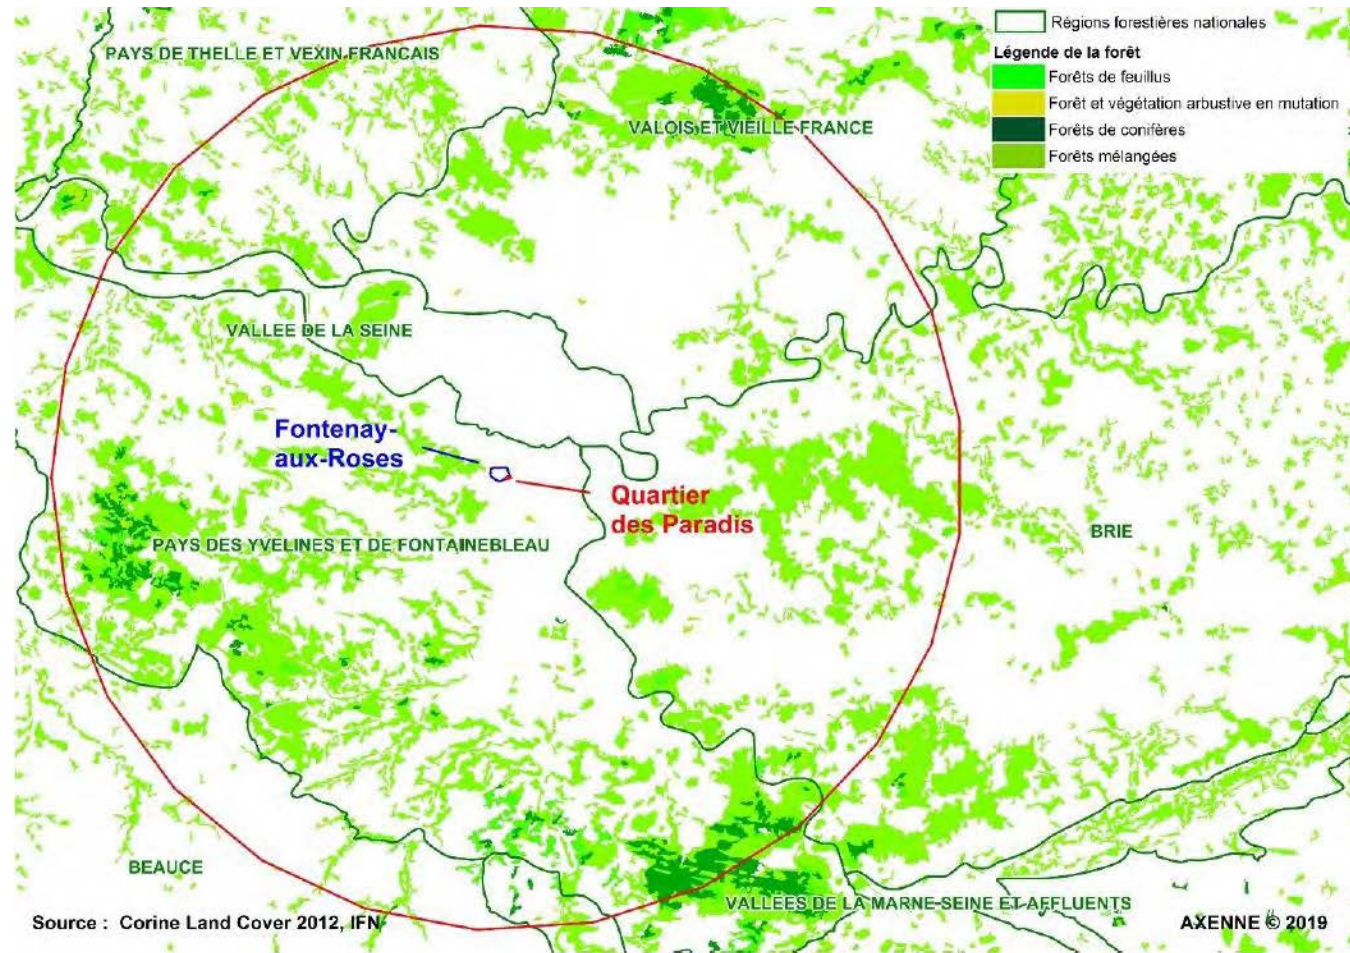 Régions forestières nationales
Légende de la forêt
Forêts de feuillus
Forêt et végétation arbustive en mutation
Forêts de conifères
Forêts mélangées
PAYS DE THELLE ET VEXIN FRANCAIS
VALOIS ET VIEILLE FRANCE
VALLEE DE LA SEINE
Fontenay-
aux-Roses
Quartier
des Paradis
PAYS DES YVELINES ET DE FONTAINEBLEAU
BRIE
BEAUCE
VALLEES DE LA MARNE SEINE ET AFFLUENTS
Source : Corine Land Cover 2012, IFN
AXENNE © 2019